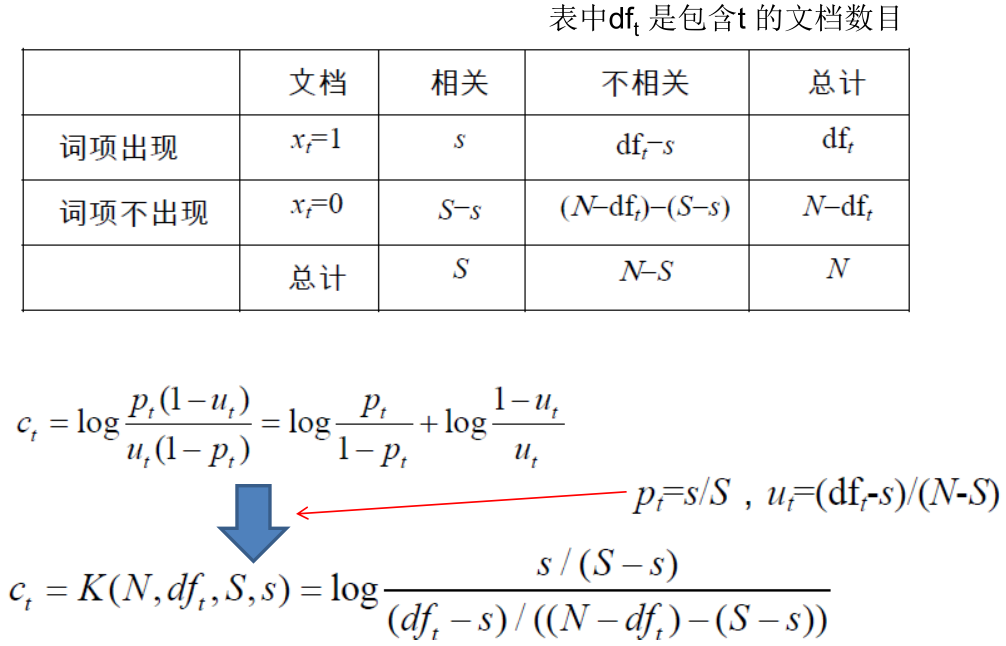 表中dfₜ 是包含t 的文档数目
文档 相关 不相关 总计
词项出现 xₜ=1 s dfₜ−s dfₜ
词项不出现 xₜ=0 S−s (N−dfₜ)−(S−s) N−dfₜ
总计 S N−S N
cₜ = log pₜ(1−uₜ) / uₜ(1−pₜ) = log pₜ / 1−pₜ + log 1−uₜ / uₜ
pₜ=s/S，uₜ=(dfₜ-s)/(N-S)
cₜ = K(N,dfₜ,S,s) = log s/(S−s) / (dfₜ−s)/((N−dfₜ)−(S−s))